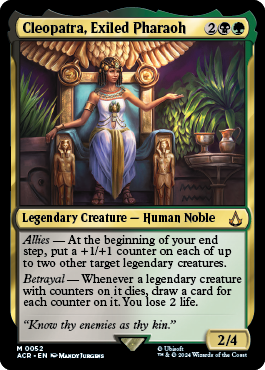 Cleopatra, Exiled Pharaoh 2
Legendary Creature — Human Noble
Allies — At the beginning of your end
step, put a +1/+1 counter on each of up
to two other target legendary creatures.
Betrayal — Whenever a legendary creature
with counters on it dies, draw a card for
each counter on it. You lose 2 life.
"Know thy enemies as thy kin."
2/4
M 0052
ACR • EN MANDY JURGENS
© Ubisoft
™ & © 2024 Wizards of the Coast